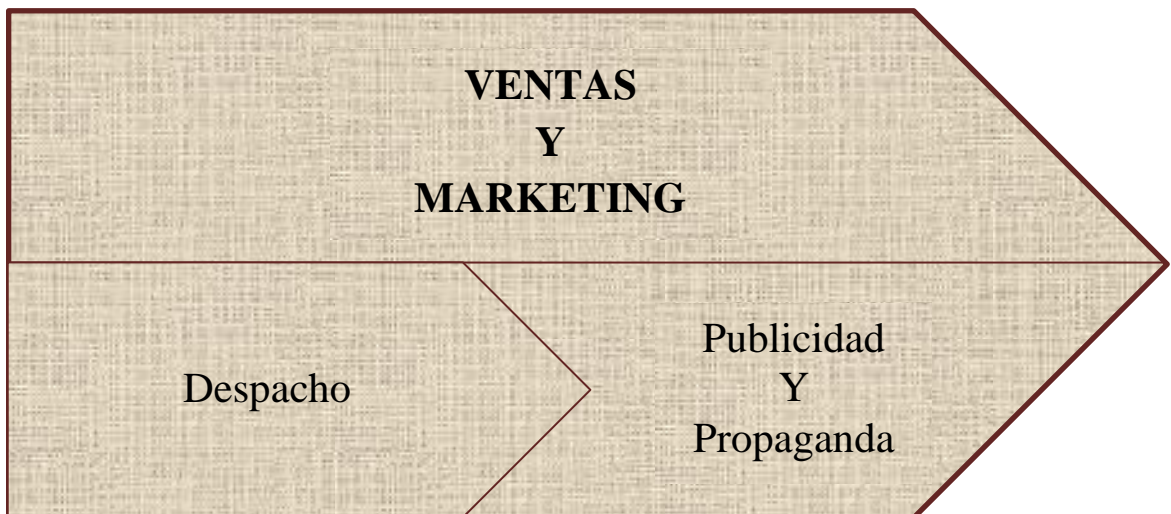 VENTAS
Y
MARKETING
Despacho
Publicidad
Y
Propaganda